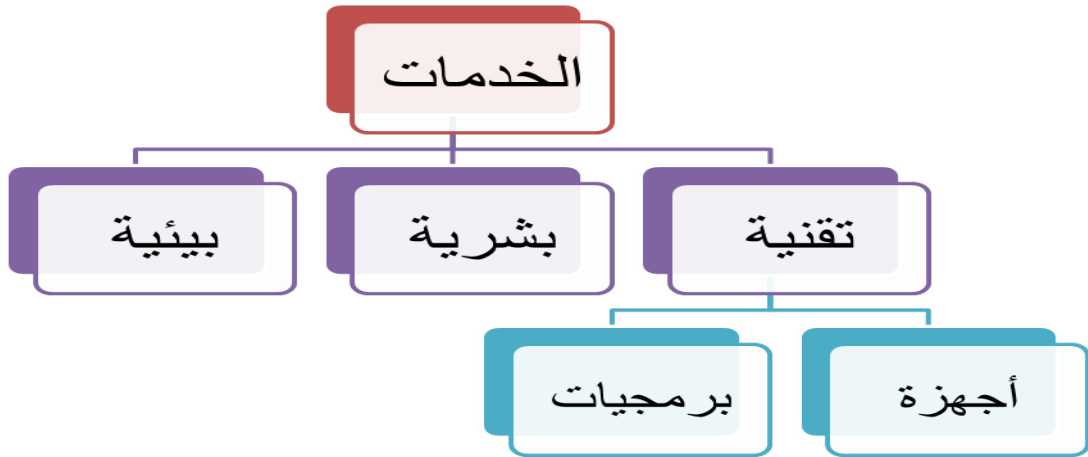 الخدمات
تقنية
بشرية
بيئية
أجهزة
برمجيات